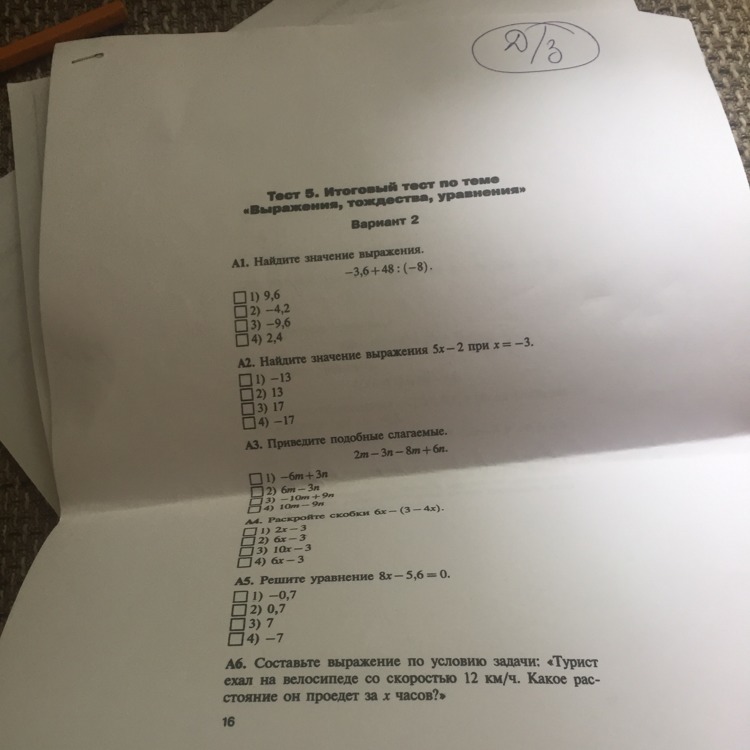 Д/З
Тест 5. Итоговый тест по теме
«Выражения, тождества, уравнения»
Вариант 2
А1. Найдите значение выражения.
−3,6 + 48 : (−8).
1) 9,6
2) −4,2
3) −9,6
4) 2,4
А2. Найдите значение выражения 5x − 2 при x = −3.
1) −13
2) 13
3) 17
4) −17
А3. Приведите подобные слагаемые.
2m − 3n − 8m + 6n.
1) −6m + 3n
2) 6m − 3n
3) −10m + 9n
4) 10m − 9n
А4. Раскройте скобки 6x − (3 − 4x).
1) 2x − 3
2) 6x − 3
3) 10x − 3
4) 6x − 3
А5. Решите уравнение 8x − 5,6 = 0.
1) −0,7
2) 0,7
3) 7
4) −7
А6. Составьте выражение по условию задачи: «Турист
ехал на велосипеде со скоростью 12 км/ч. Какое рас-
стояние он проедет за x часов?»
16